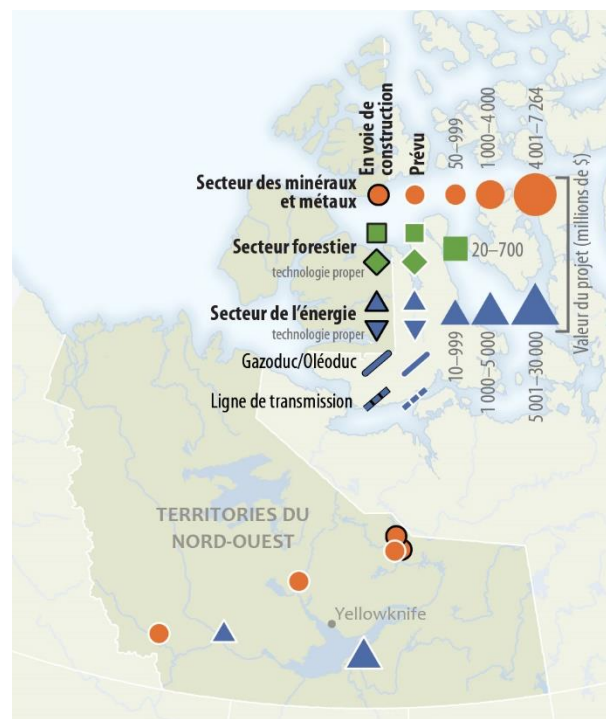 En voie de
construction
Prévu
50–999
1 000–4 000
4 001–7 264
Secteur des minéraux
et métaux
Secteur forestier
technologie proper
20–700
Secteur de l'énergie
technologie proper
Gazoduc/Oléoduc
Ligne de transmission
10–999
1 000–5 000
5 001–30 000
Valeur du projet (millions de $)
TERRITORIES DU
NORD-OUEST
Yellowknife